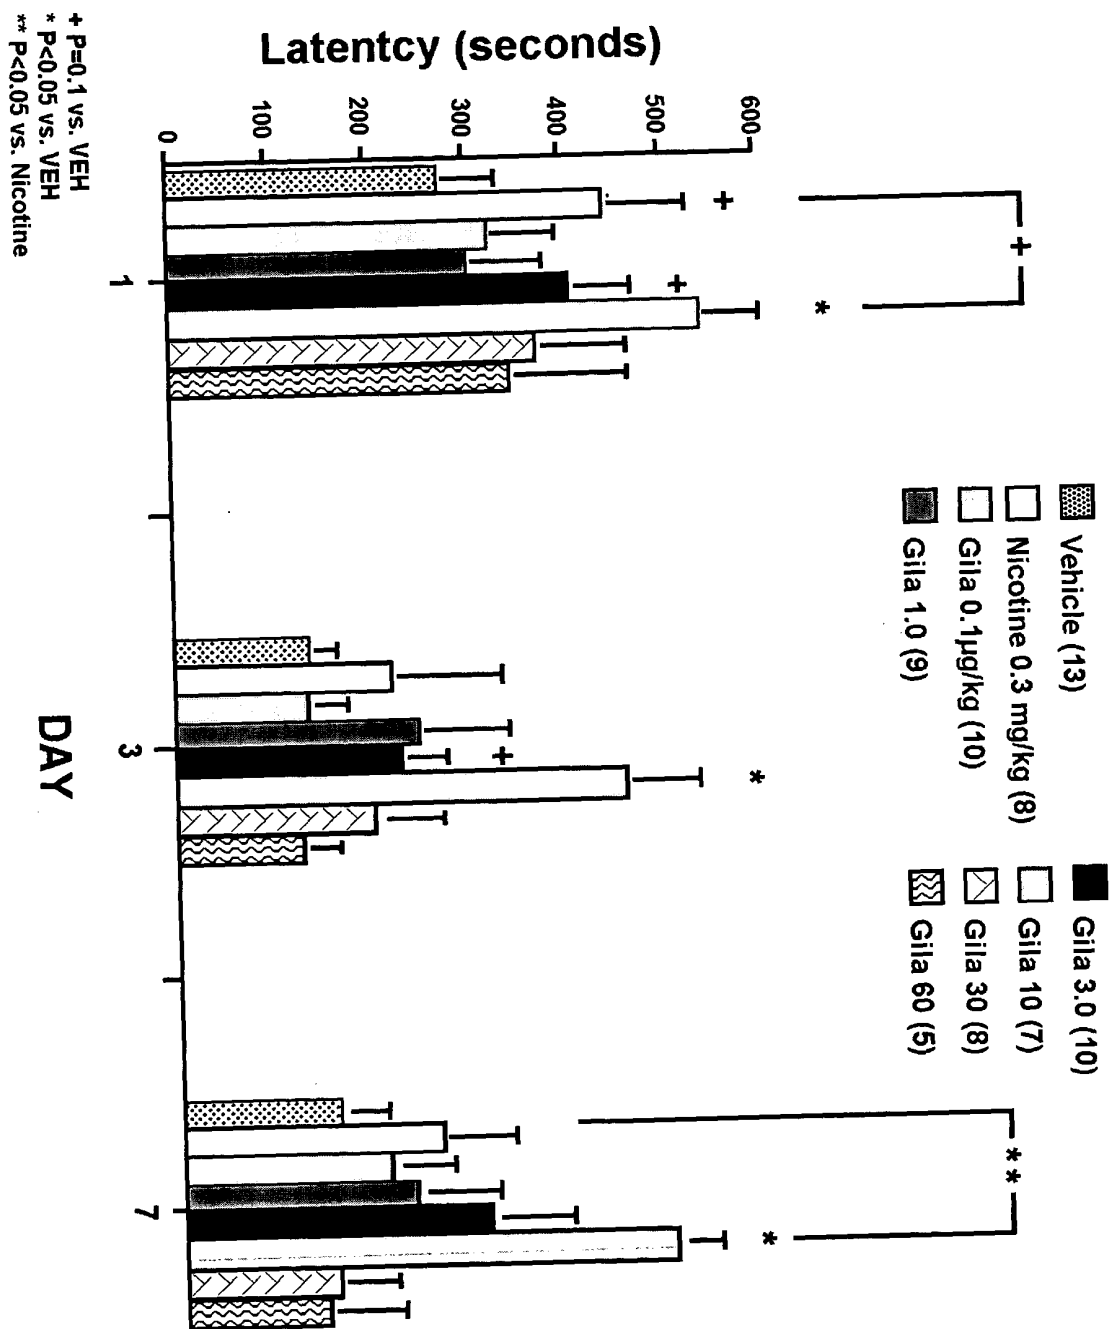 Vehicle (13)
Nicotine 0.3 mg/kg (8)
Gila 0.1µg/kg (10)
Gila 1.0 (9)
Gila 3.0 (10)
Gila 10 (7)
Gila 30 (8)
Gila 60 (5)
Latentcy (seconds)
600
500
400
300
200
100
0
+
+
*
+
+
*
**
*
1
3
7
DAY
+ P=0.1 vs. VEH
* P<0.05 vs. VEH
** P<0.05 vs. Nicotine